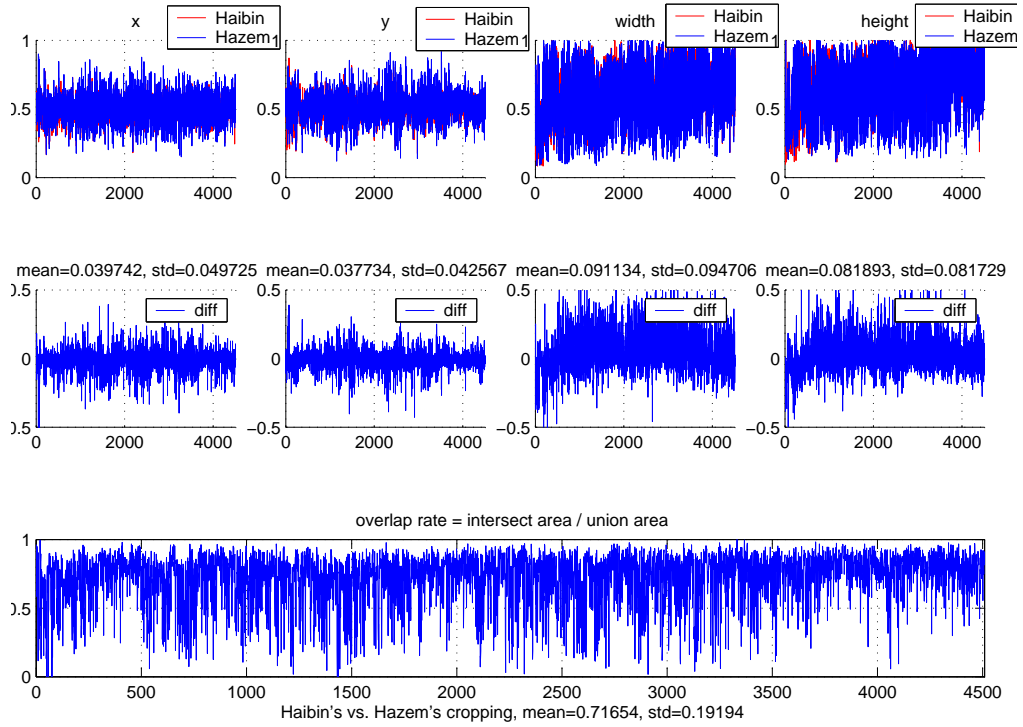 x
Haibin
Hazem
y
Haibin
Hazem
width
Haibin
Hazem
height
Haibin
Hazem
1
0.5
0
0 2000 4000
1
0.5
0
0 2000 4000
1
0.5
0
0 2000 4000
1
0.5
0
0 2000 4000
mean=0.039742, std=0.049725
mean=0.037734, std=0.042567
mean=0.091134, std=0.094706
mean=0.081893, std=0.081729
diff
diff
diff
diff
0.5
0
0.5
0 2000 4000
0.5
0
−0.5
0 2000 4000
0.5
0
−0.5
0 2000 4000
0.5
0
−0.5
0 2000 4000
overlap rate = intersect area / union area
1
0.5
0
0 500 1000 1500 2000 2500 3000 3500 4000 4500
Haibin's vs. Hazem's cropping, mean=0.71654, std=0.19194